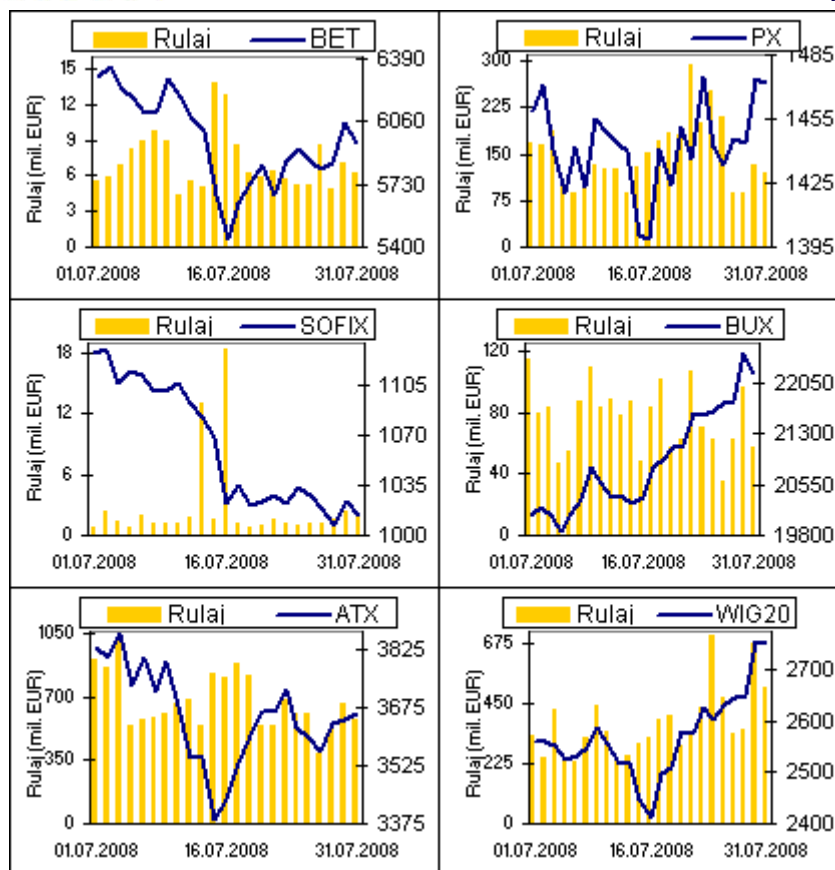 Rulaj BET
Rulaj (mil. EUR)
15
12
9
6
3
0
6390
6060
5730
5400
01.07.2008 16.07.2008 31.07.2008
Rulaj PX
Rulaj (mil. EUR)
300
225
150
75
0
1485
1455
1425
1395
01.07.2008 16.07.2008 31.07.2008
Rulaj SOFIX
Rulaj (mil. EUR)
18
12
6
0
1105
1070
1035
1000
01.07.2008 16.07.2008 31.07.2008
Rulaj BUX
Rulaj (mil. EUR)
120
80
40
0
22050
21300
20550
19800
01.07.2008 16.07.2008 31.07.2008
Rulaj ATX
Rulaj (mil. EUR)
1050
700
350
0
3825
3675
3525
3375
01.07.2008 16.07.2008 31.07.2008
Rulaj WIG20
Rulaj (mil. EUR)
675
450
225
0
2700
2600
2500
2400
01.07.2008 16.07.2008 31.07.2008